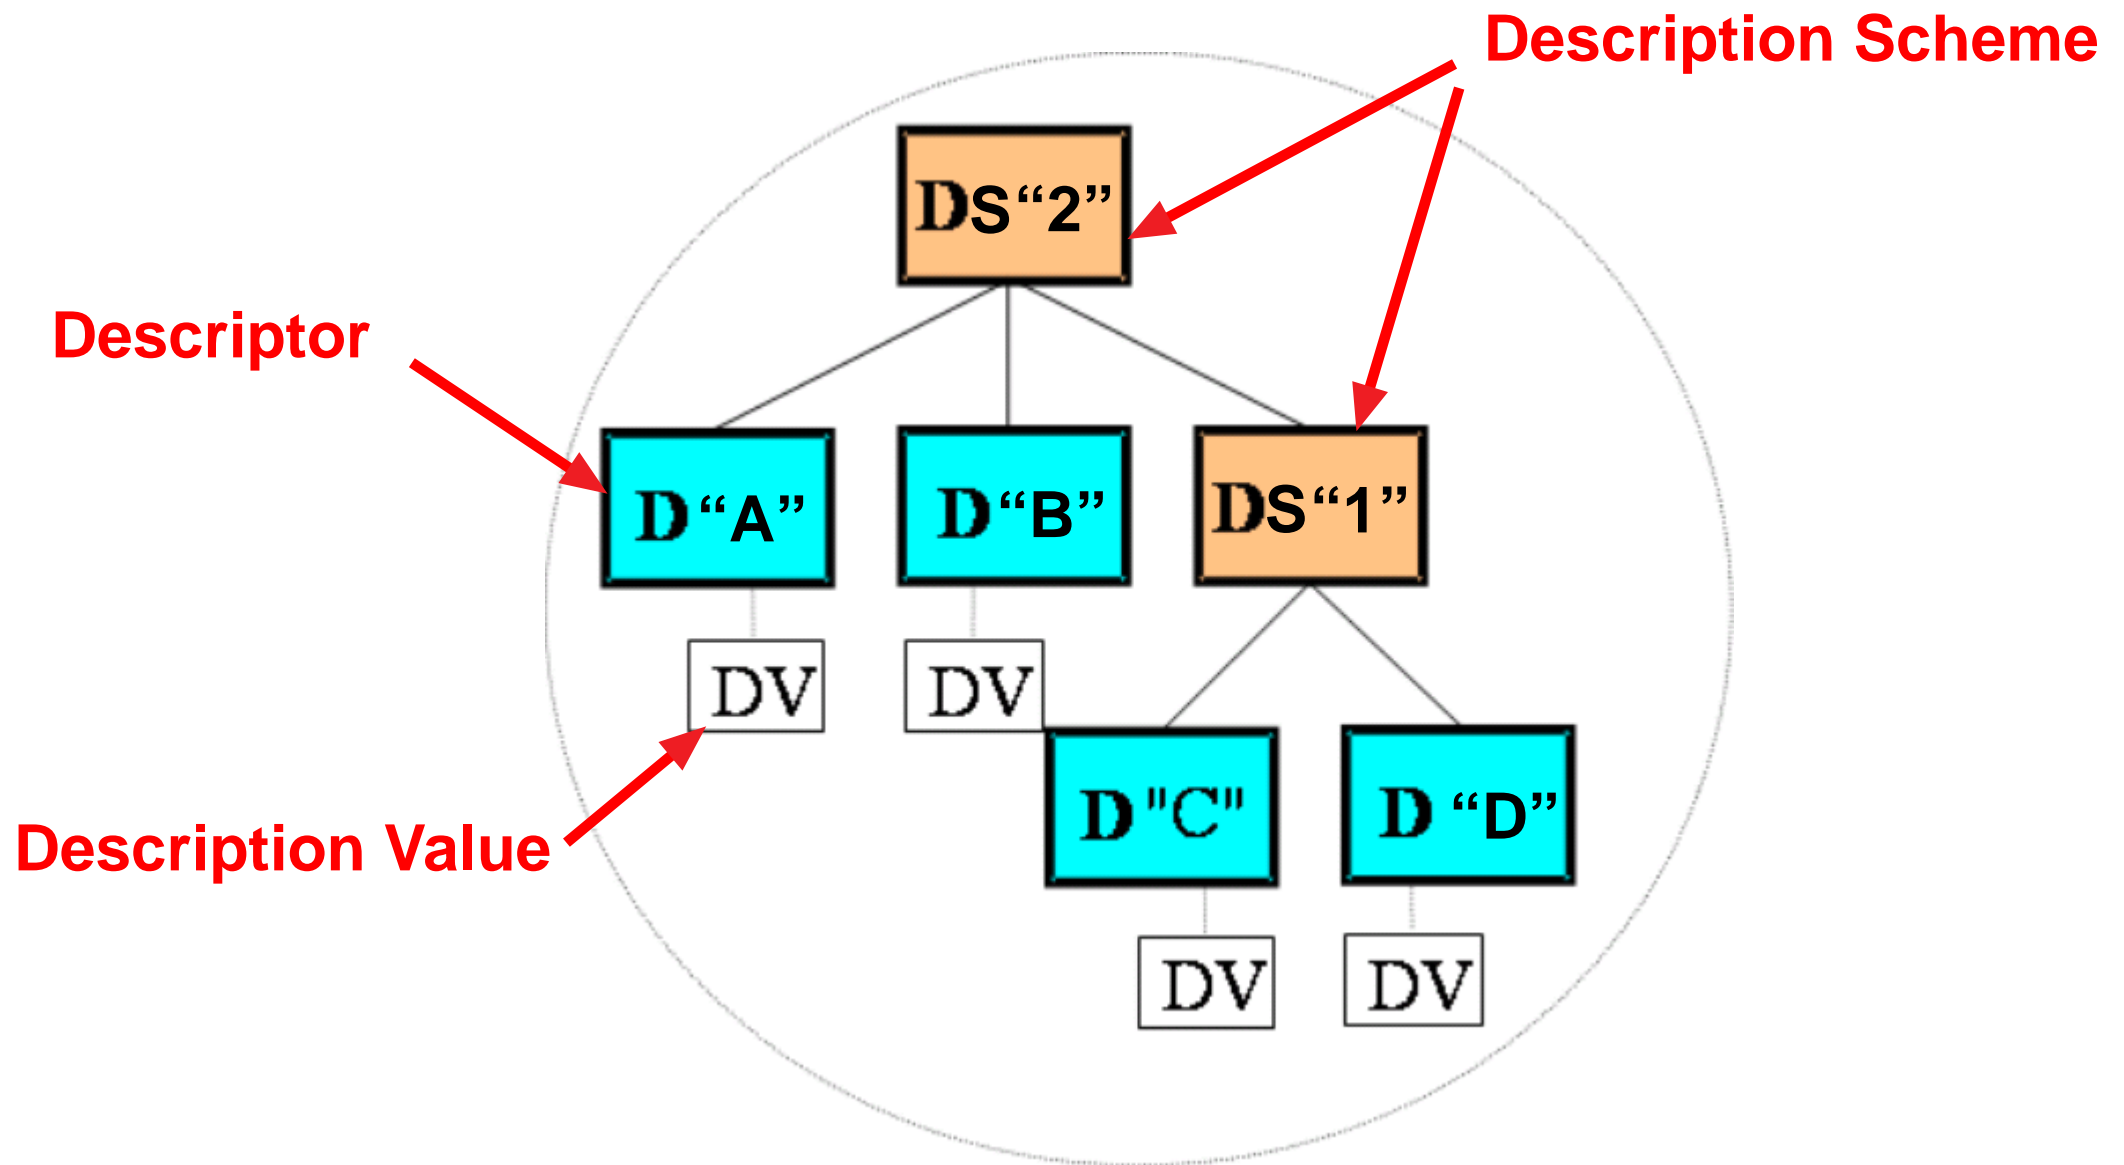 Description Scheme
DS“2”
Descriptor
D“A”
D“B”
DS“1”
DV
DV
D"C"
D “D”
Description Value
DV
DV